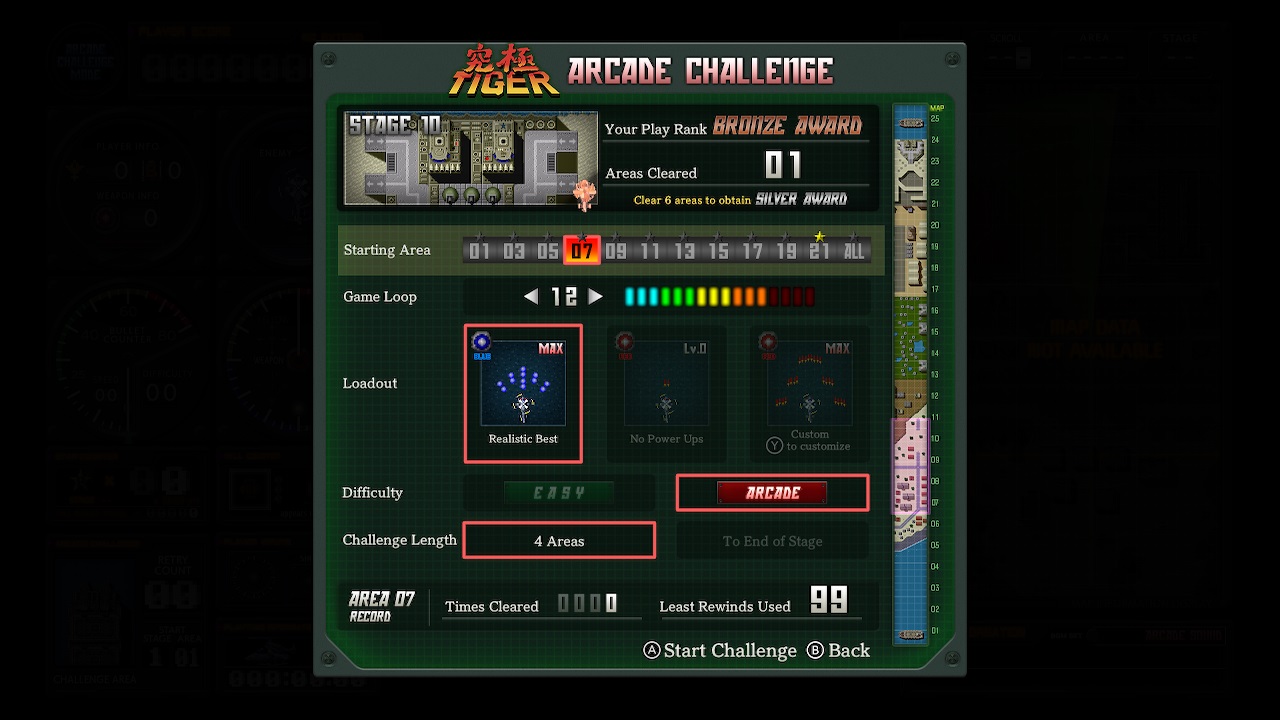 究極
TIGER ARCADE CHALLENGE
STAGE 10
Your Play Rank BRONZE AWARD
Areas Cleared 01
Clear 6 areas to obtain SILVER AWARD
Starting Area 01 03 05 07 09 11 13 15 17 19 21 ALL
Game Loop 12
Loadout
BLUE MAX
Realistic Best
RED Lv.0
No Power Ups
RED MAX
Custom
Y to customize
Difficulty EASY ARCADE
Challenge Length 4 Areas To End of Stage
AREA 07
RECORD
Times Cleared 0000
Least Rewinds Used 99
A Start Challenge B Back
MAP
25
24
23
22
21
20
19
18
17
16
15
14
13
12
11
10
09
08
07
06
05
04
03
02
01